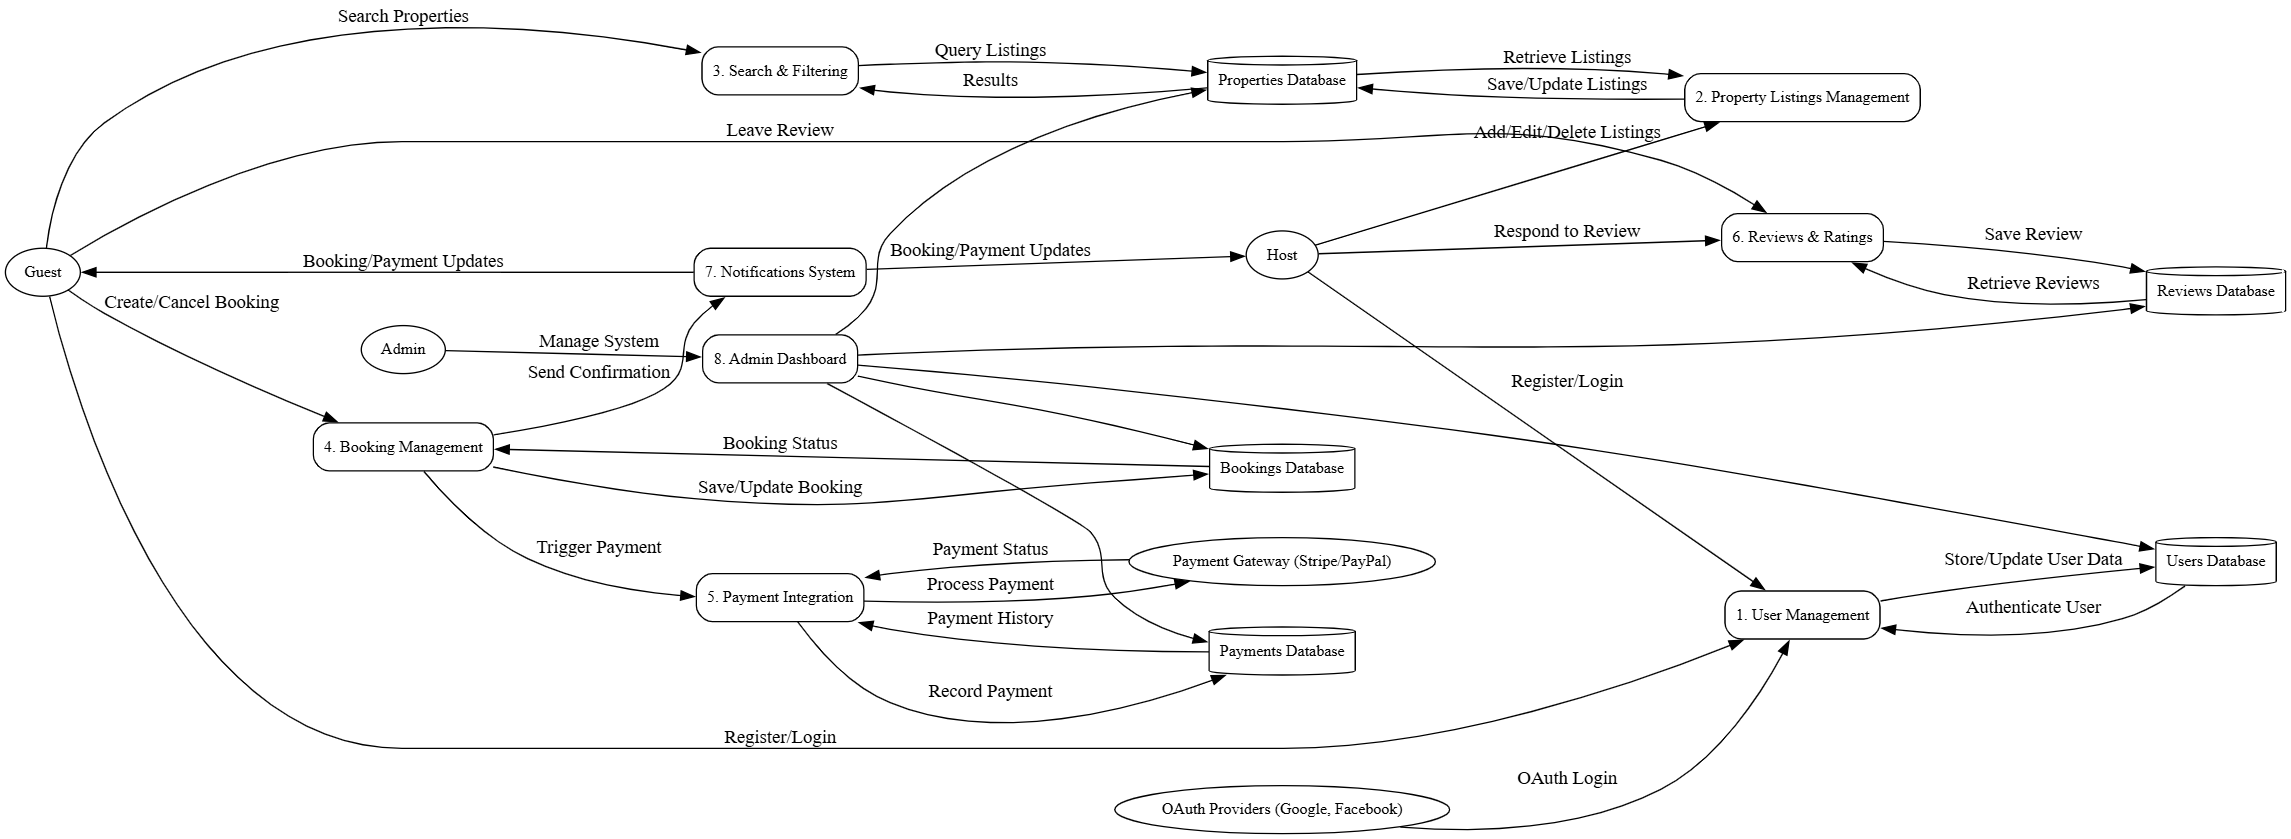 Search Properties
3. Search & Filtering
Query Listings
Results
Properties Database
Retrieve Listings
Save/Update Listings
2. Property Listings Management
Leave Review
Add/Edit/Delete Listings
Guest
Booking/Payment Updates
7. Notifications System
Booking/Payment Updates
Host
Respond to Review
6. Reviews & Ratings
Save Review
Retrieve Reviews
Reviews Database
Create/Cancel Booking
Admin
Manage System
8. Admin Dashboard
Send Confirmation
Register/Login
4. Booking Management
Booking Status
Save/Update Booking
Bookings Database
Trigger Payment
5. Payment Integration
Payment Status
Process Payment
Payment Gateway (Stripe/PayPal)
Payment History
Record Payment
Payments Database
1. User Management
Store/Update User Data
Authenticate User
Users Database
Register/Login
OAuth Login
OAuth Providers (Google, Facebook)